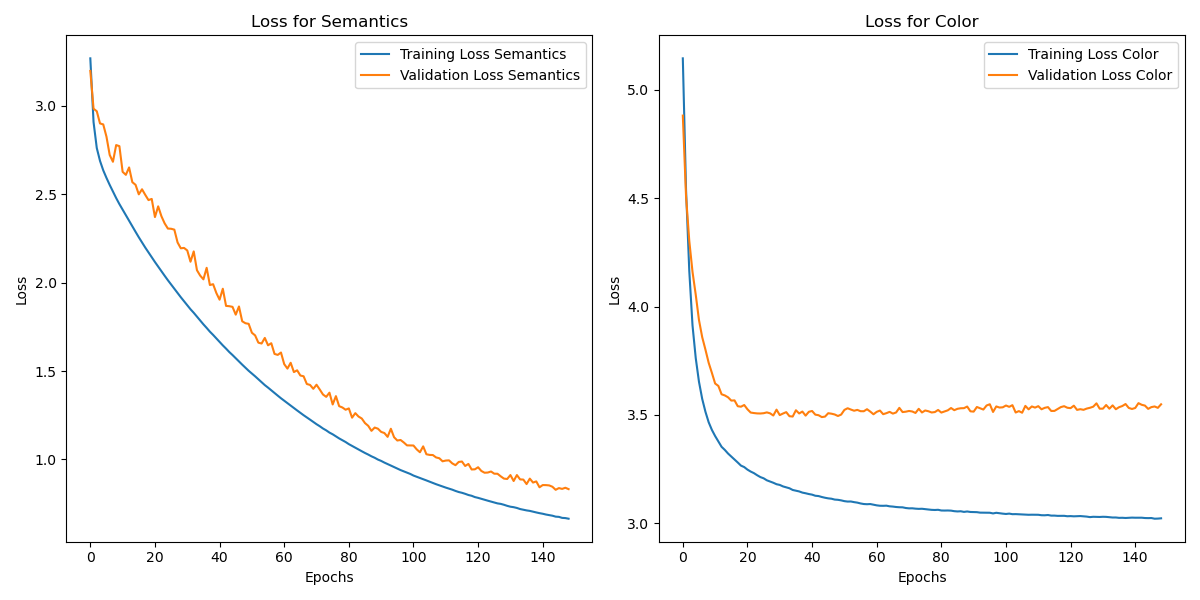 Loss for Semantics
Training Loss Semantics
Validation Loss Semantics
Loss
3.0
2.5
2.0
1.5
1.0
0 20 40 60 80 100 120 140
Epochs
Loss for Color
Training Loss Color
Validation Loss Color
Loss
5.0
4.5
4.0
3.5
3.0
0 20 40 60 80 100 120 140
Epochs